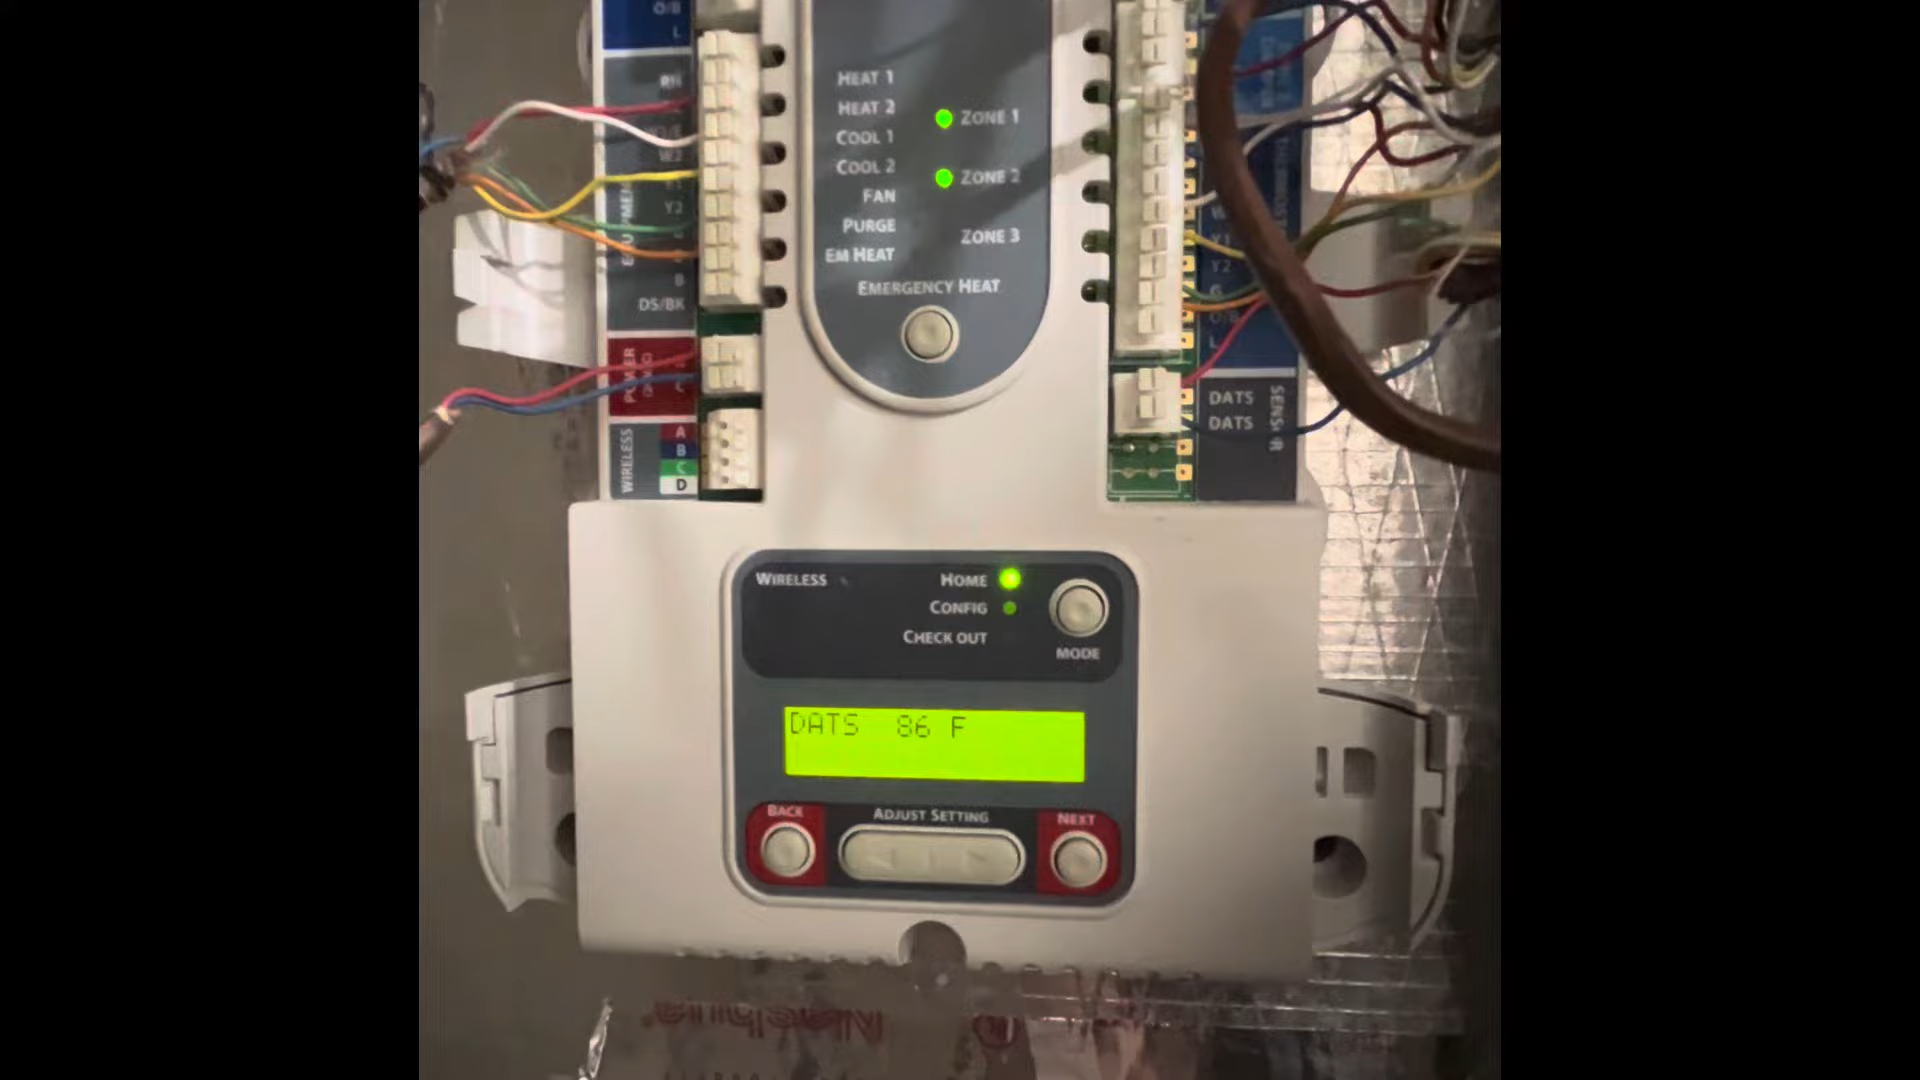 O/B
L
RH
W2
Y2
B
DS/BK
POWER
C
WIRELESS
A
B
C
D
HEAT 1
HEAT 2
COOL 1
COOL 2
FAN
PURGE
EM HEAT
ZONE 1
ZONE 2
ZONE 3
EMERGENCY HEAT
Y1
Y2
G
O/B
L
DATS
DATS
SENSOR
WIRELESS
HOME
CONFIG
CHECK OUT
MODE
DATS 86 F
BACK
ADJUST SETTING
NEXT
Nashua